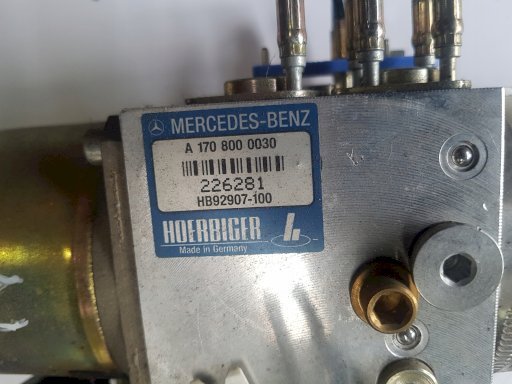 MERCEDES-BENZ
A 170 800 0030
226281
HB92907-100
HOERBIGER
Made in Germany